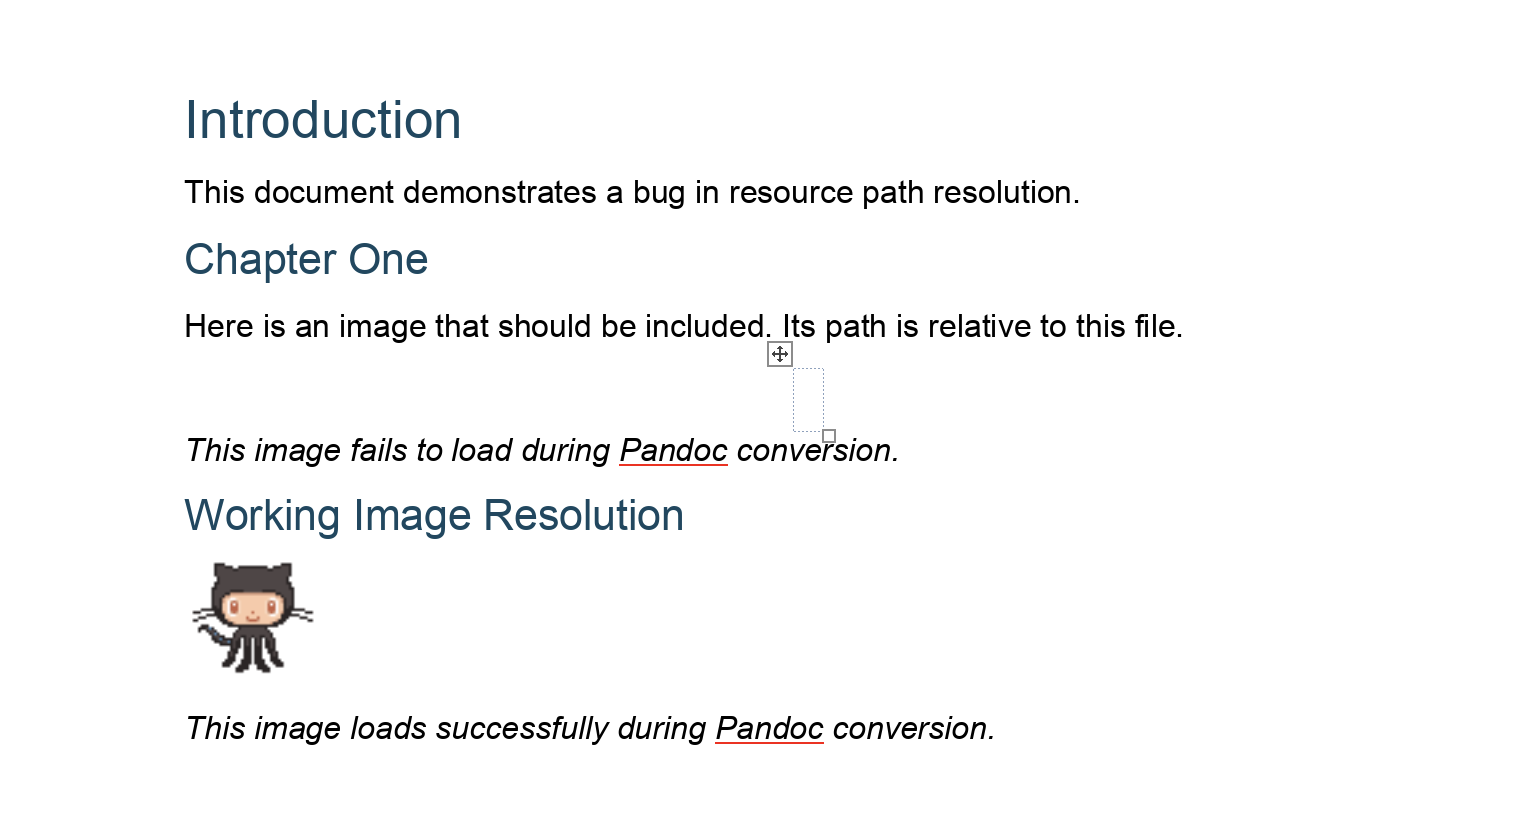 Introduction
This document demonstrates a bug in resource path resolution.
Chapter One
Here is an image that should be included. Its path is relative to this file.
This image fails to load during Pandoc conversion.
Working Image Resolution
This image loads successfully during Pandoc conversion.